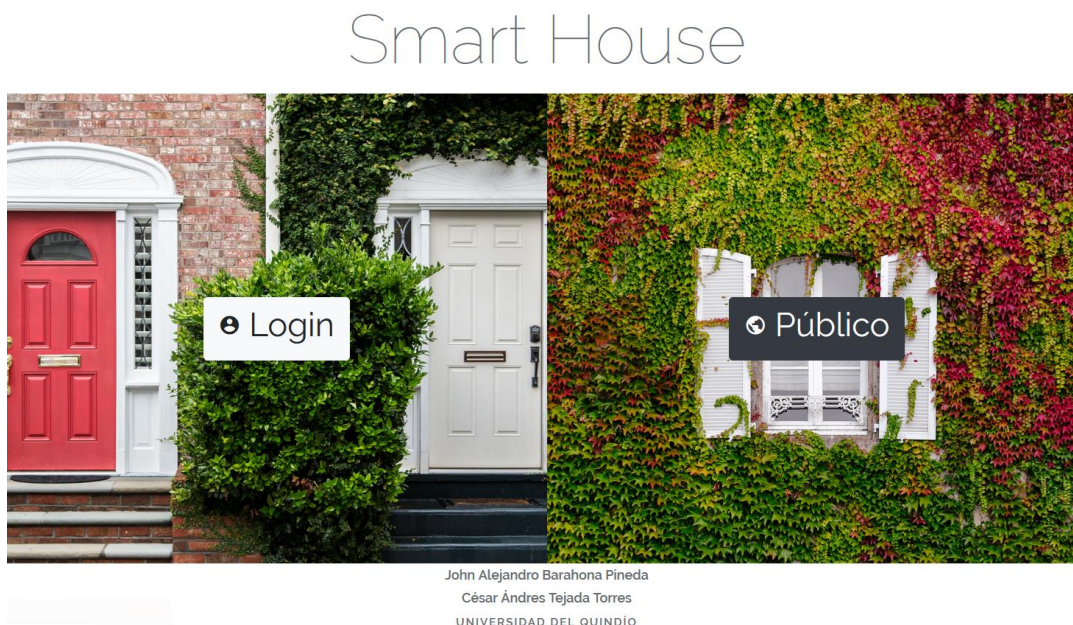 Smart House
Login
Público
John Alejandro Barahona Pineda
César Ándres Tejada Torres
UNIVERSIDAD DEL QUINDÍO